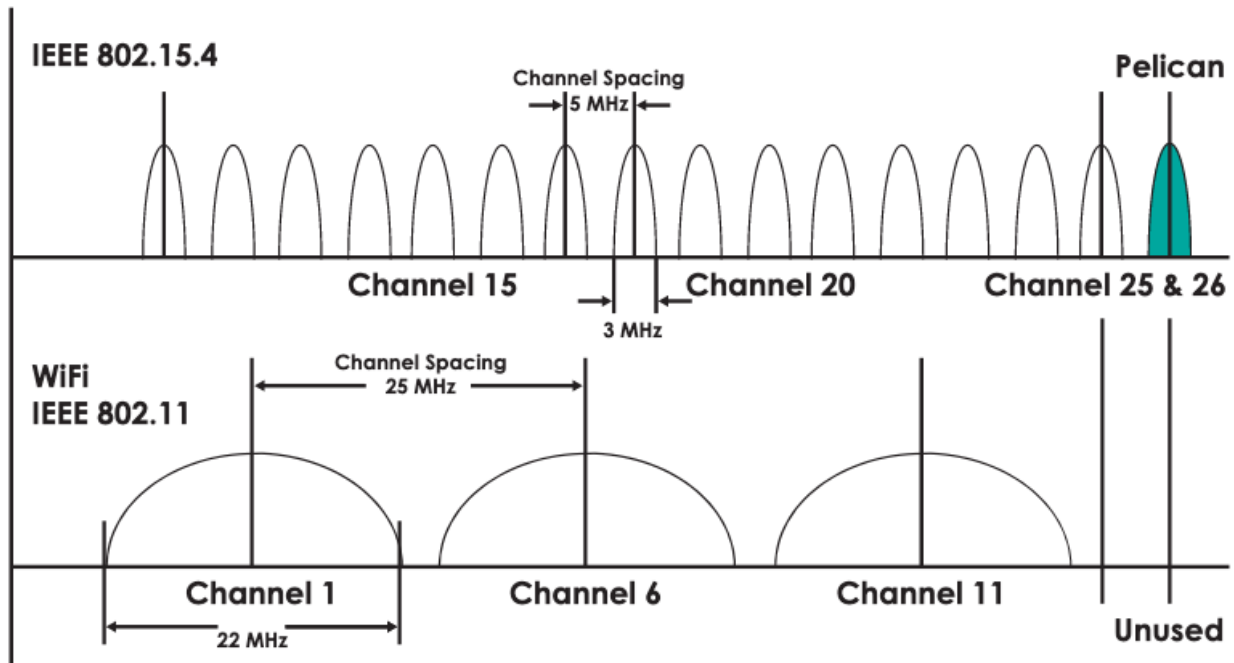 IEEE 802.15.4
Channel Spacing
5 MHz
Pelican
Channel 15
Channel 20
Channel 25 & 26
3 MHz
WiFi
IEEE 802.11
Channel Spacing
25 MHz
Channel 1
Channel 6
Channel 11
22 MHz
Unused